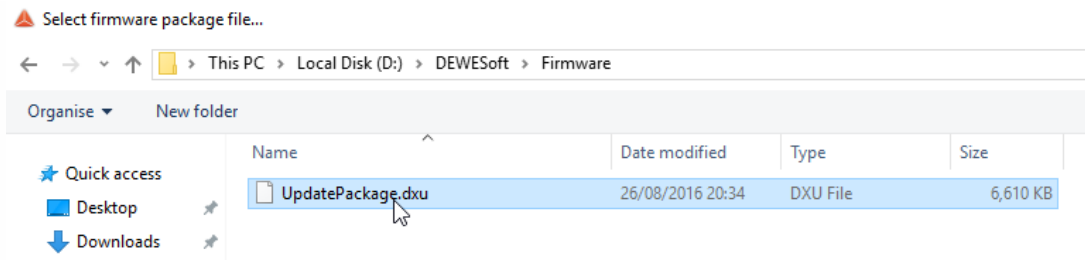 Select firmware package file...
This PC > Local Disk (D:) > DEWESoft > Firmware
Organise New folder
Name Date modified Type Size
Quick access
UpdatePackage.dxu 26/08/2016 20:34 DXU File 6,610 KB
Desktop
Downloads